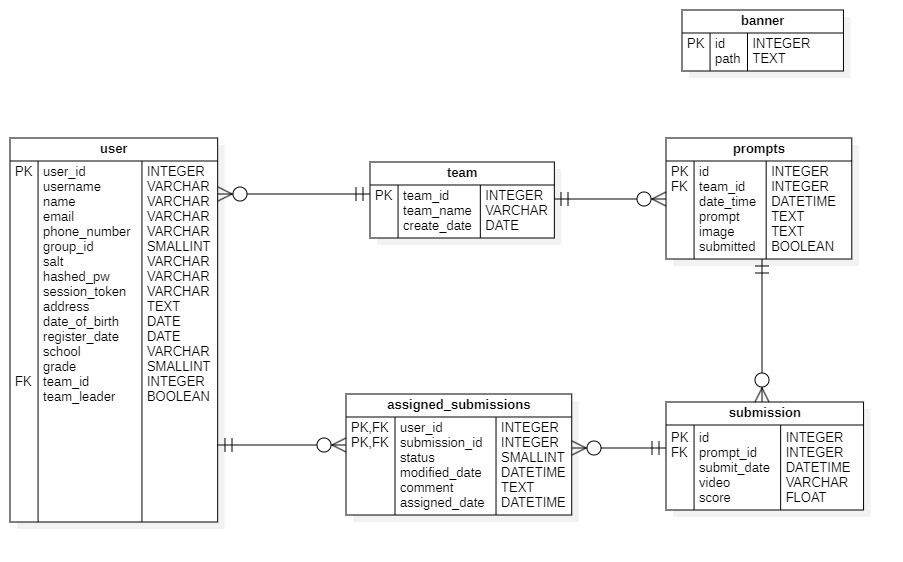 banner
PK id INTEGER
path TEXT
user
PK user_id INTEGER
username VARCHAR
name VARCHAR
email VARCHAR
phone_number VARCHAR
group_id SMALLINT
salt VARCHAR
hashed_pw VARCHAR
session_token VARCHAR
address TEXT
date_of_birth DATE
register_date DATE
school VARCHAR
grade SMALLINT
FK team_id INTEGER
team_leader BOOLEAN
team
PK team_id INTEGER
team_name VARCHAR
create_date DATE
prompts
PK id INTEGER
FK team_id INTEGER
date_time DATETIME
prompt TEXT
image TEXT
submitted BOOLEAN
assigned_submissions
PK,FK user_id INTEGER
PK,FK submission_id INTEGER
status SMALLINT
modified_date DATETIME
comment TEXT
assigned_date DATETIME
submission
PK id INTEGER
FK prompt_id INTEGER
submit_date DATETIME
video VARCHAR
score FLOAT